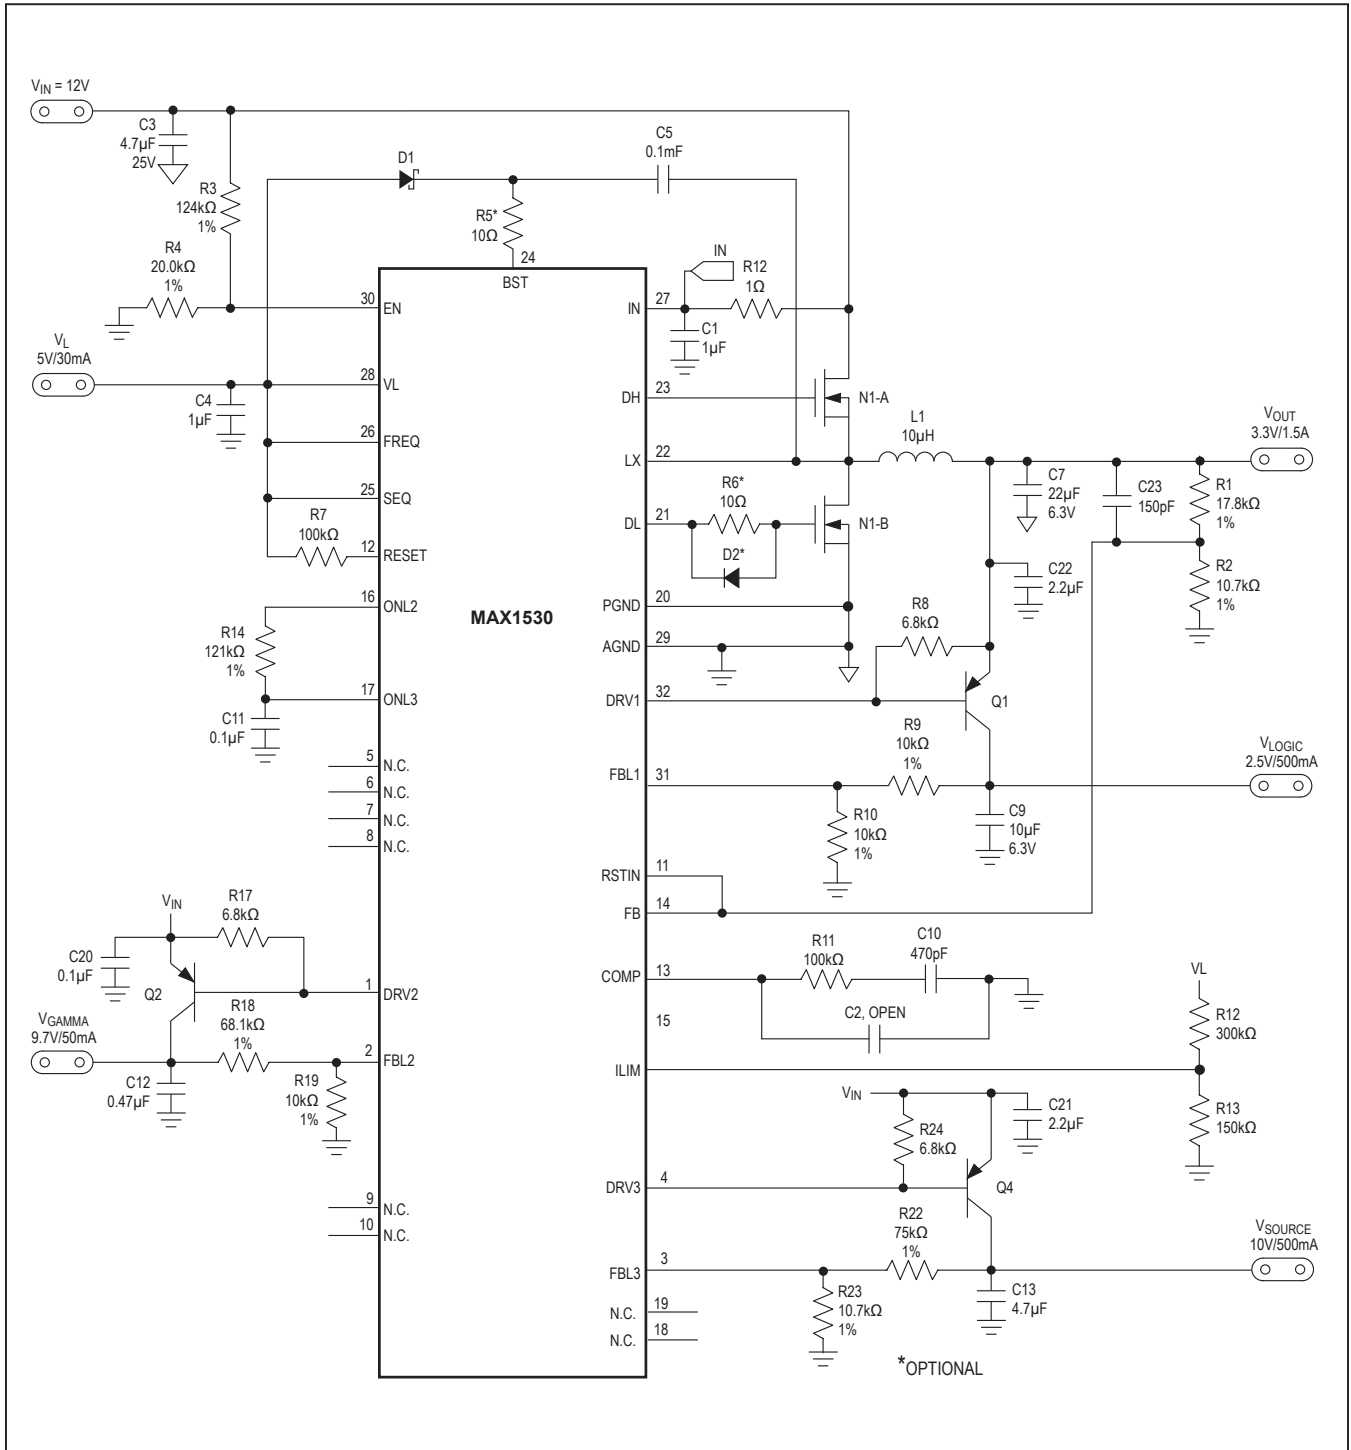 V_IN = 12V
C3
4.7µF
25V
R3
124kΩ
1%
R4
20.0kΩ
1%
D1
C5
0.1mF
R5*
10Ω
24
BST
IN
R12
1Ω
30
EN
27
IN
C1
1µF
V_L
5V/30mA
C4
1µF
28
VL
23
DH
N1-A
26
FREQ
L1
10µH
V_OUT
3.3V/1.5A
22
LX
25
SEQ
R6*
10Ω
C7
22µF
6.3V
C23
150pF
R1
17.8kΩ
1%
R7
100kΩ
12
RESET
21
DL
N1-B
D2*
C22
2.2µF
R2
10.7kΩ
1%
16
ONL2
MAX1530
20
PGND
R8
6.8kΩ
R14
121kΩ
1%
29
AGND
17
ONL3
32
DRV1
Q1
C11
0.1µF
R9
10kΩ
1%
V_LOGIC
2.5V/500mA
5
N.C.
6
N.C.
7
N.C.
8
N.C.
31
FBL1
R10
10kΩ
1%
C9
10µF
6.3V
11
RSTIN
14
FB
V_IN
R17
6.8kΩ
C20
0.1µF
Q2
1
DRV2
C10
470pF
R11
100kΩ
13
COMP
C2, OPEN
15
VL
R12
300kΩ
V_GAMMA
9.7V/50mA
R18
68.1kΩ
1%
2
FBL2
ILIM
C12
0.47µF
R19
10kΩ
1%
V_IN
R24
6.8kΩ
C21
2.2µF
R13
150kΩ
4
DRV3
Q4
9
N.C.
10
N.C.
R22
75kΩ
1%
V_SOURCE
10V/500mA
3
FBL3
R23
10.7kΩ
1%
C13
4.7µF
19
N.C.
18
N.C.
*OPTIONAL